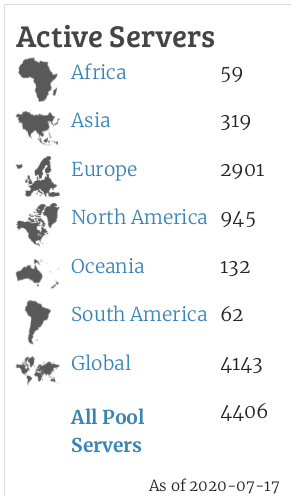 Active Servers
Africa 59
Asia 319
Europe 2901
North America 945
Oceania 132
South America 62
Global 4143
All Pool 4406
Servers
As of 2020-07-17